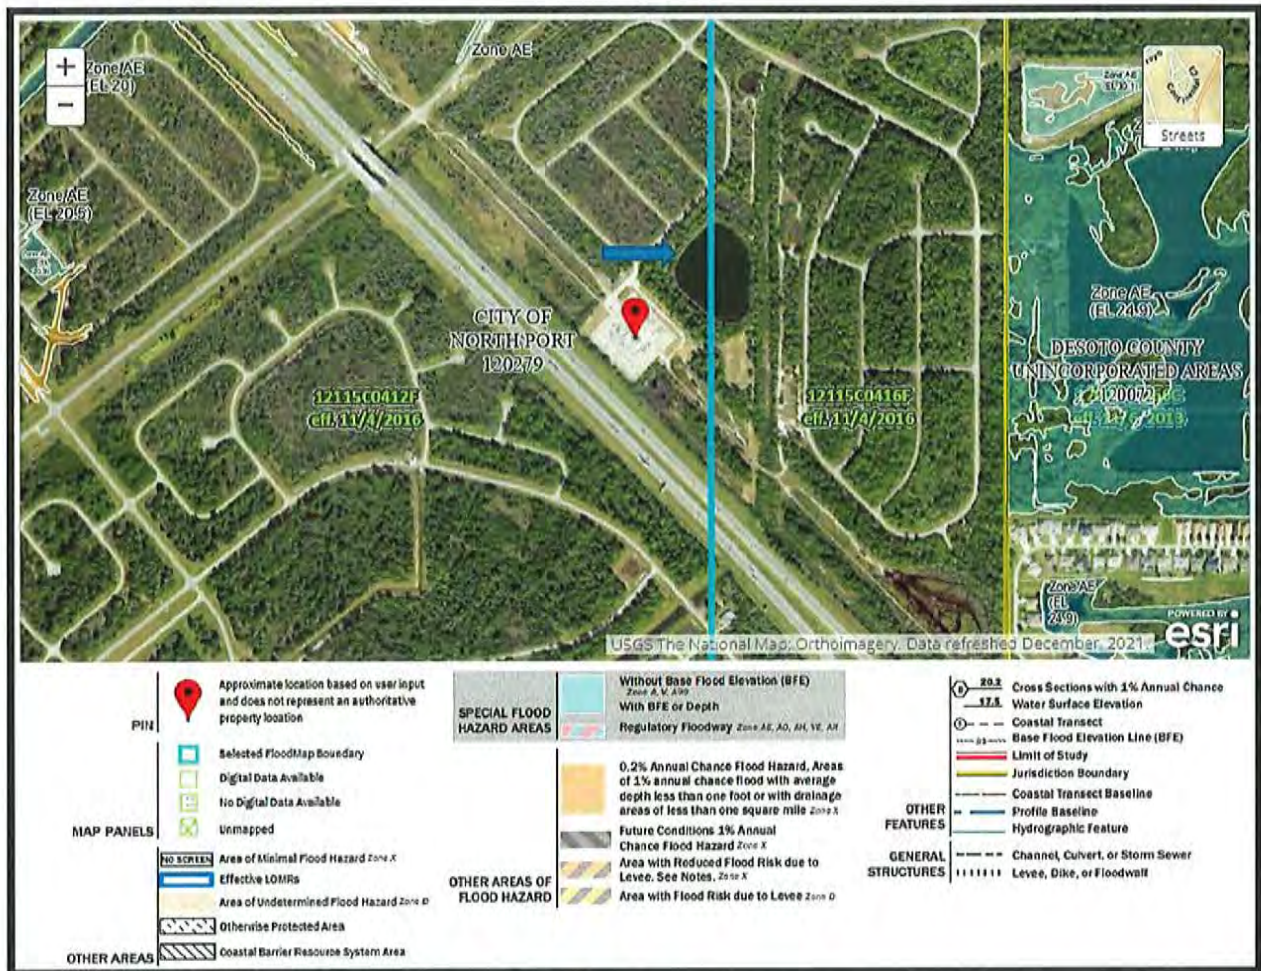 +
−
Zone AE
(EL 20)
Zone AE
Zone AE
(EL 20.5)
Streets
CITY OF
NORTH PORT
120279
12115C0412F
eff. 11/4/2016
12115C0416F
eff. 11/4/2016
Zone AE
(EL 24.9)
DESOTO COUNTY
UNINCORPORATED AREAS
Zone AE
(EL
24.9)
POWERED BY
esri
USGS The National Map: Orthoimagery. Data refreshed December, 2021.
PIN
Approximate location based on user input
and does not represent an authoritative
property location
MAP PANELS
Selected FloodMap Boundary
Digital Data Available
No Digital Data Available
Unmapped
OTHER AREAS
NO SCREEN Area of Minimal Flood Hazard Zone X
Effective LOMRs
Area of Undetermined Flood Hazard Zone D
Otherwise Protected Area
Coastal Barrier Resource System Area
SPECIAL FLOOD
HAZARD AREAS
Without Base Flood Elevation (BFE)
Zone A, V, A99
With BFE or Depth
Regulatory Floodway Zone AE, AO, AH, VE, AR
OTHER AREAS OF
FLOOD HAZARD
0.2% Annual Chance Flood Hazard, Areas
of 1% annual chance flood with average
depth less than one foot or with drainage
areas of less than one square mile Zone X
Future Conditions 1% Annual
Chance Flood Hazard Zone X
Area with Reduced Flood Risk due to
Levee. See Notes. Zone X
Area with Flood Risk due to Levee Zone D
OTHER
FEATURES
20.2 Cross Sections with 1% Annual Chance
17.5 Water Surface Elevation
Coastal Transect
Base Flood Elevation Line (BFE)
Limit of Study
Jurisdiction Boundary
Coastal Transect Baseline
Profile Baseline
Hydrographic Feature
GENERAL
STRUCTURES
Channel, Culvert, or Storm Sewer
Levee, Dike, or Floodwall